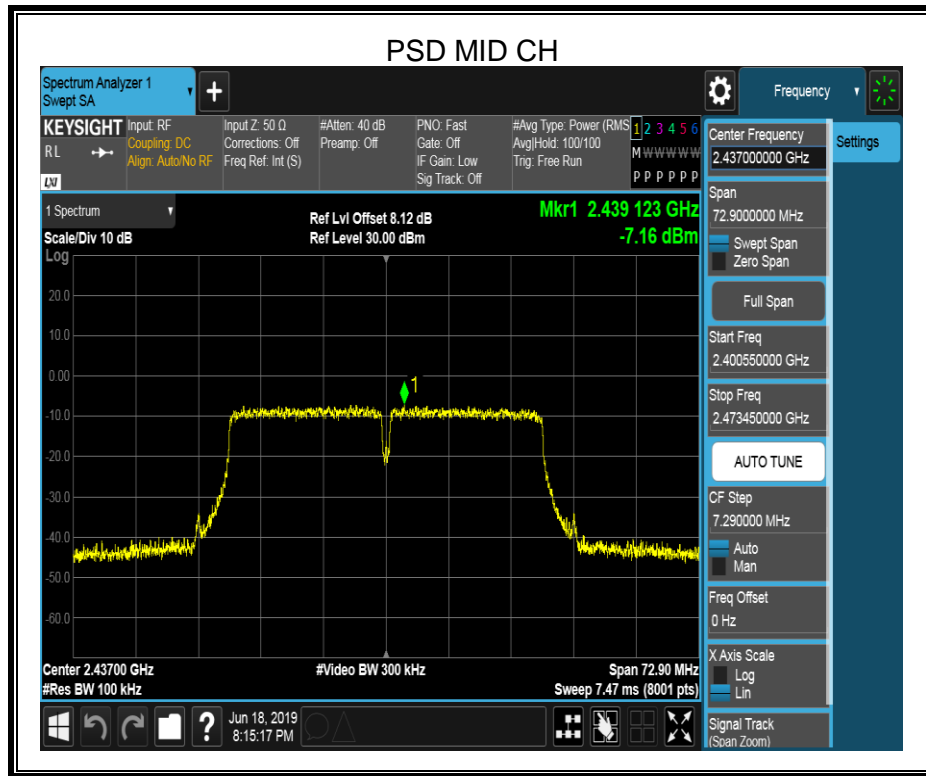 PSD MID CH
Spectrum Analyzer 1
Swept SA
+
Frequency
KEYSIGHT
RL
LXI
Input: RF
Coupling: DC
Align: Auto/No RF
Input Z: 50 Ω
Corrections: Off
Freq Ref: Int (S)
#Atten: 40 dB
Preamp: Off
PNO: Fast
Gate: Off
IF Gain: Low
Sig Track: Off
#Avg Type: Power (RMS
Avg|Hold: 100/100
Trig: Free Run
1 2 3 4 5 6
M W W W W W
P P P P P P
Center Frequency
2.437000000 GHz
Settings
Span
72.9000000 MHz
Swept Span
Zero Span
Full Span
Start Freq
2.400550000 GHz
Stop Freq
2.473450000 GHz
AUTO TUNE
CF Step
7.290000 MHz
Auto
Man
Freq Offset
0 Hz
X Axis Scale
Log
Lin
Signal Track
(Span Zoom)
1 Spectrum
Scale/Div 10 dB
Log
Ref Lvl Offset 8.12 dB
Ref Level 30.00 dBm
Mkr1 2.439 123 GHz
-7.16 dBm
20.0
10.0
0.00
1
-10.0
-20.0
-30.0
-40.0
-50.0
-60.0
Center 2.43700 GHz
#Video BW 300 kHz
Span 72.90 MHz
#Res BW 100 kHz
Sweep 7.47 ms (8001 pts)
?
Jun 18, 2019
8:15:17 PM